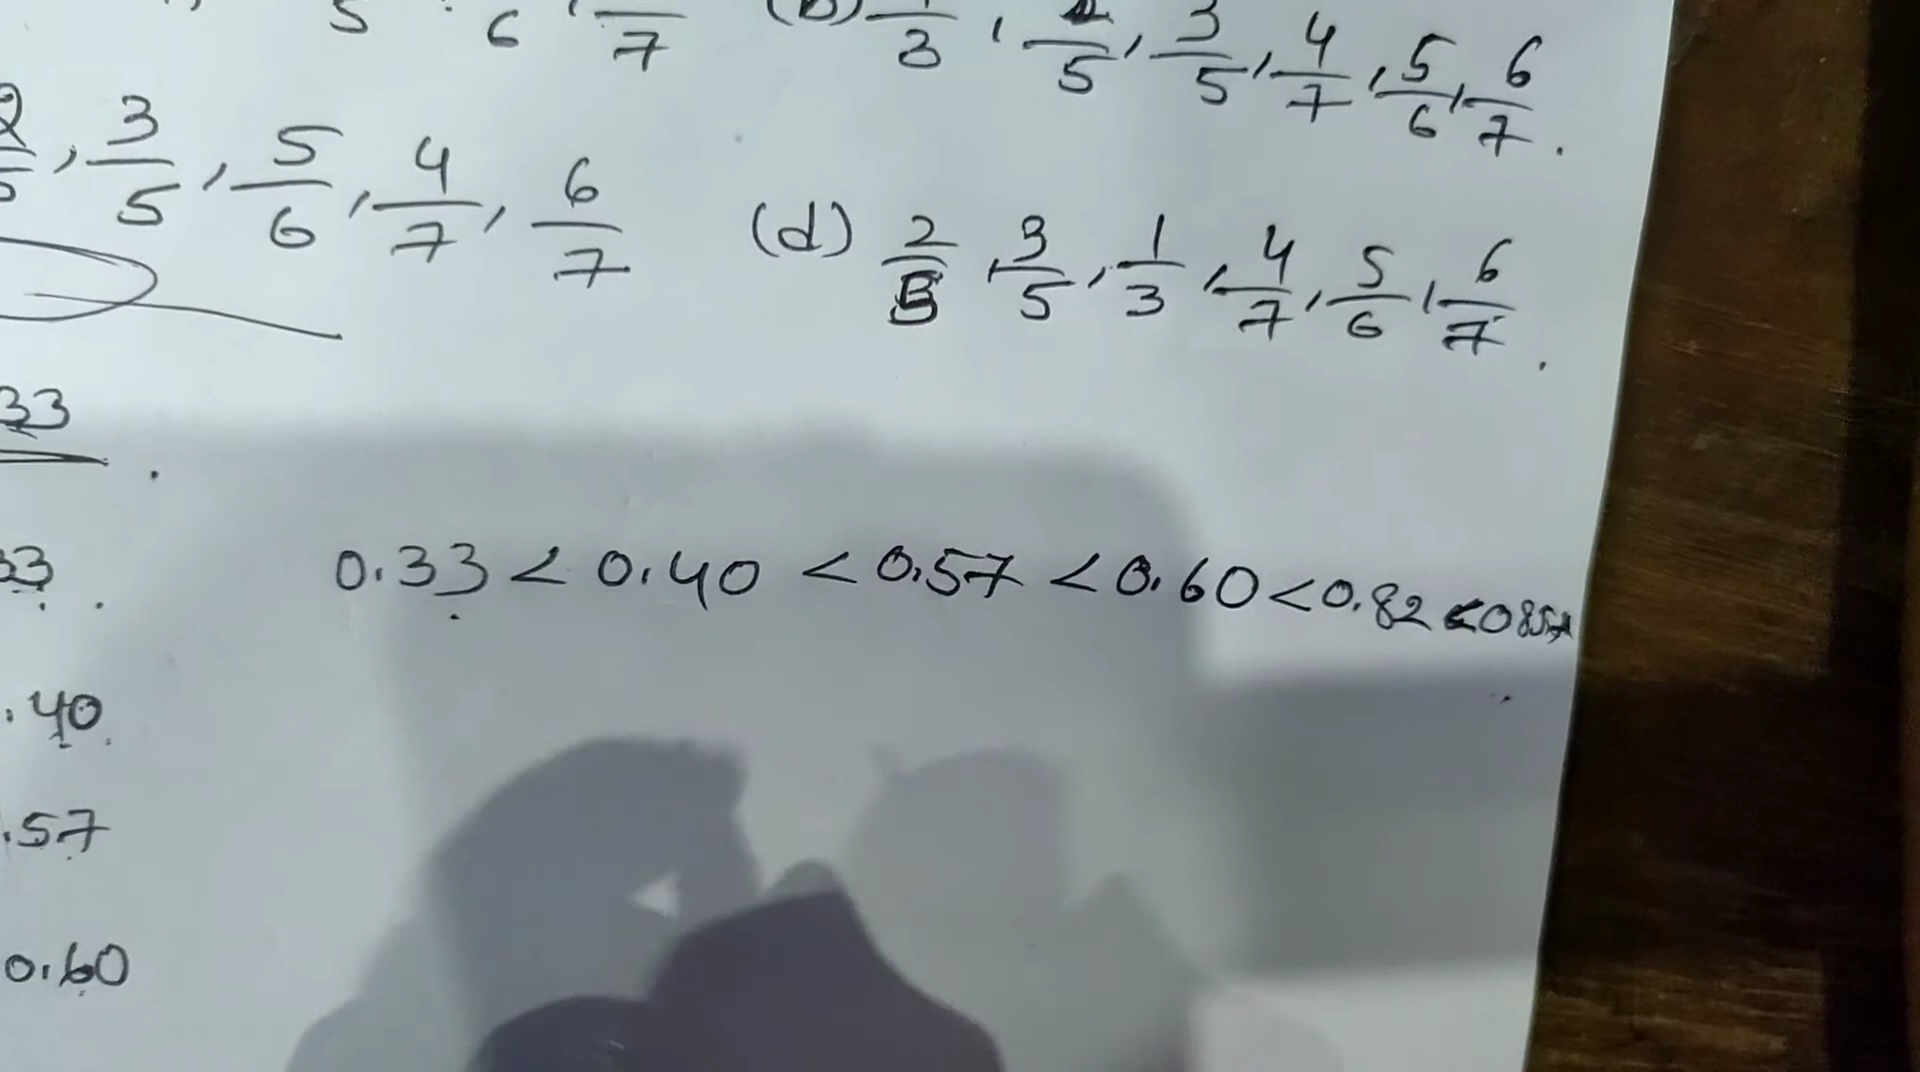 5 6 , /7 (b) /3 , /5 , 3/5 , 4/7 , 5/6 , 6/7 .
2/5 , 3/5 , 5/6 , 4/7 , 6/7
(d) 2/5 , 3/5 , 1/3 , 4/7 , 5/6 , 6/7 .
33
33
0.33 < 0.40 < 0.57 < 0.60 < 0.82 <
.40
.57
0.60